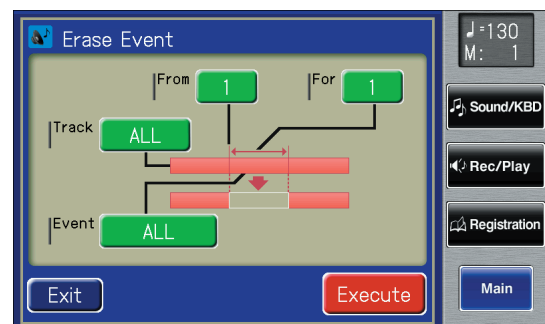 Erase Event
♩=130
M: 1
From 1
For 1
Track ALL
Event ALL
Sound/KBD
Rec/Play
Registration
Exit
Execute
Main